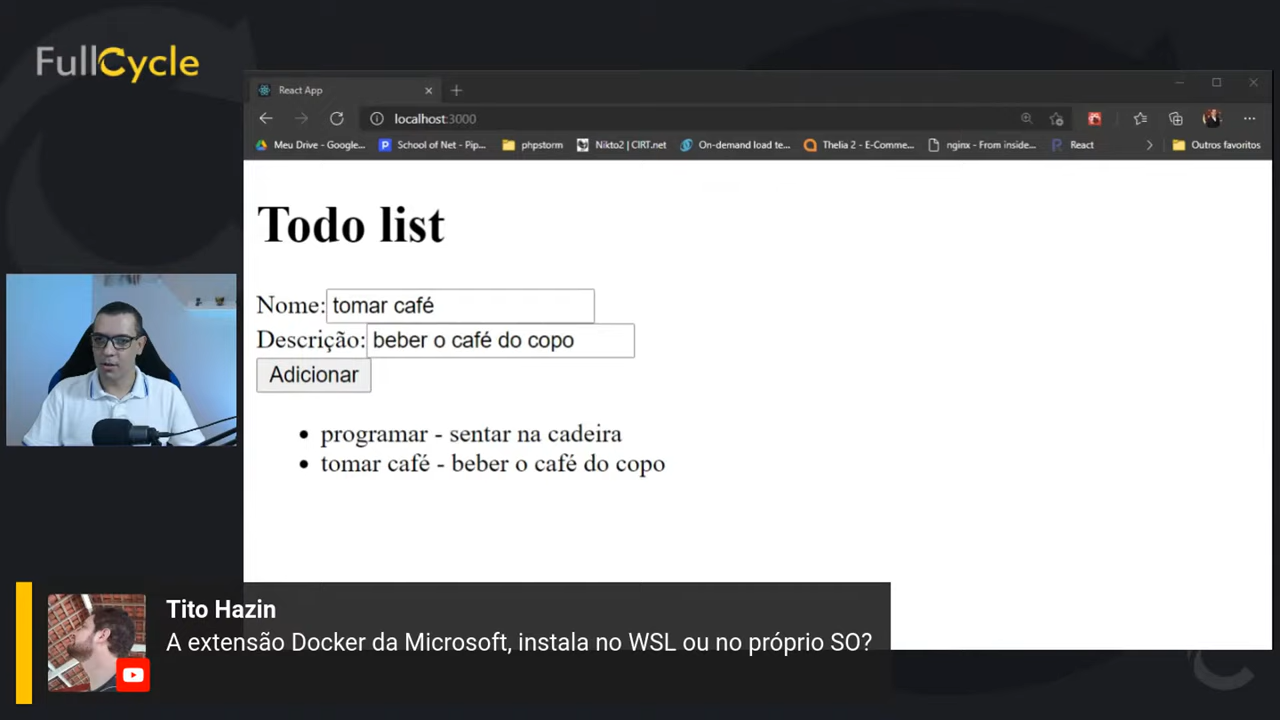 FullCycle
React App
localhost:3000
Meu Drive - Google... School of Net - Pip... phpstorm Nikto2 | CIRT.net On-demand load te... Thelia 2 - E-Comme... nginx - From inside... React Outros favoritos
Todo list
Nome: tomar café
Descrição: beber o café do copo
Adicionar
• programar - sentar na cadeira
• tomar café - beber o café do copo
Tito Hazin
A extensão Docker da Microsoft, instala no WSL ou no próprio SO?